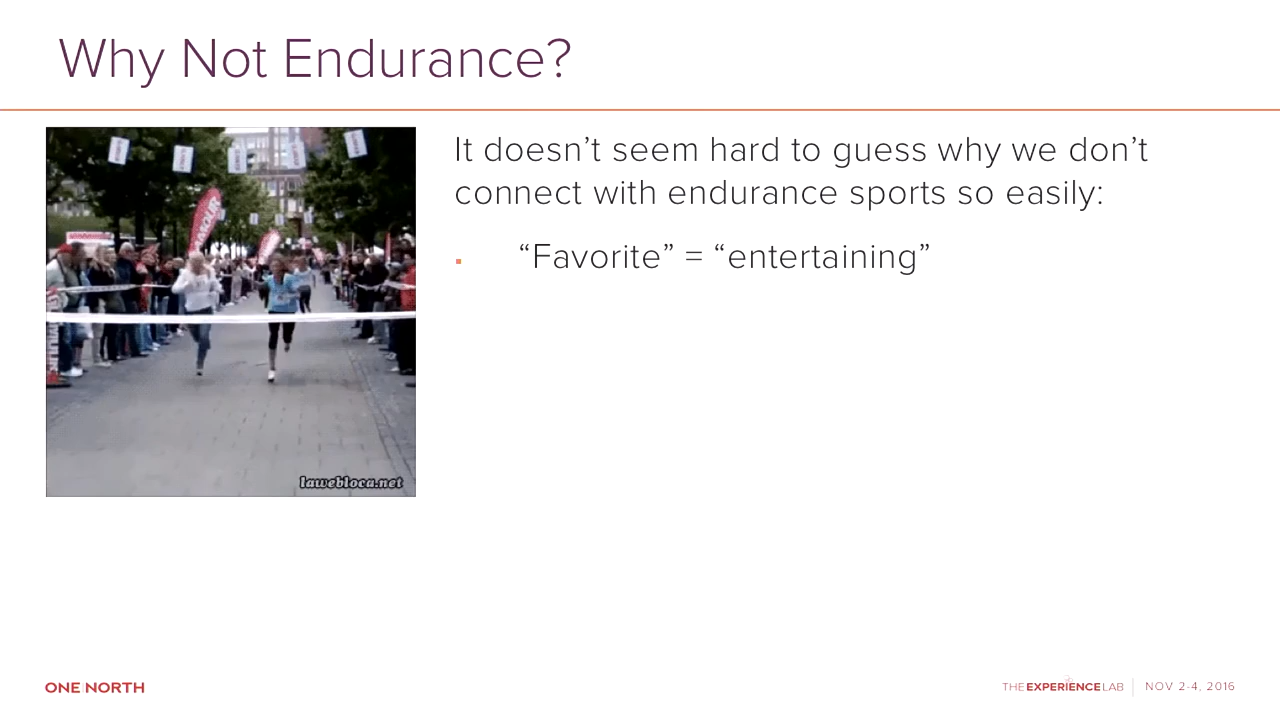 Why Not Endurance?
It doesn’t seem hard to guess why we don’t
connect with endurance sports so easily:
▪ “Favorite” = “entertaining”
lawebloca.net
ONE NORTH
THE EXPERIENCE LAB | NOV 2-4, 2016